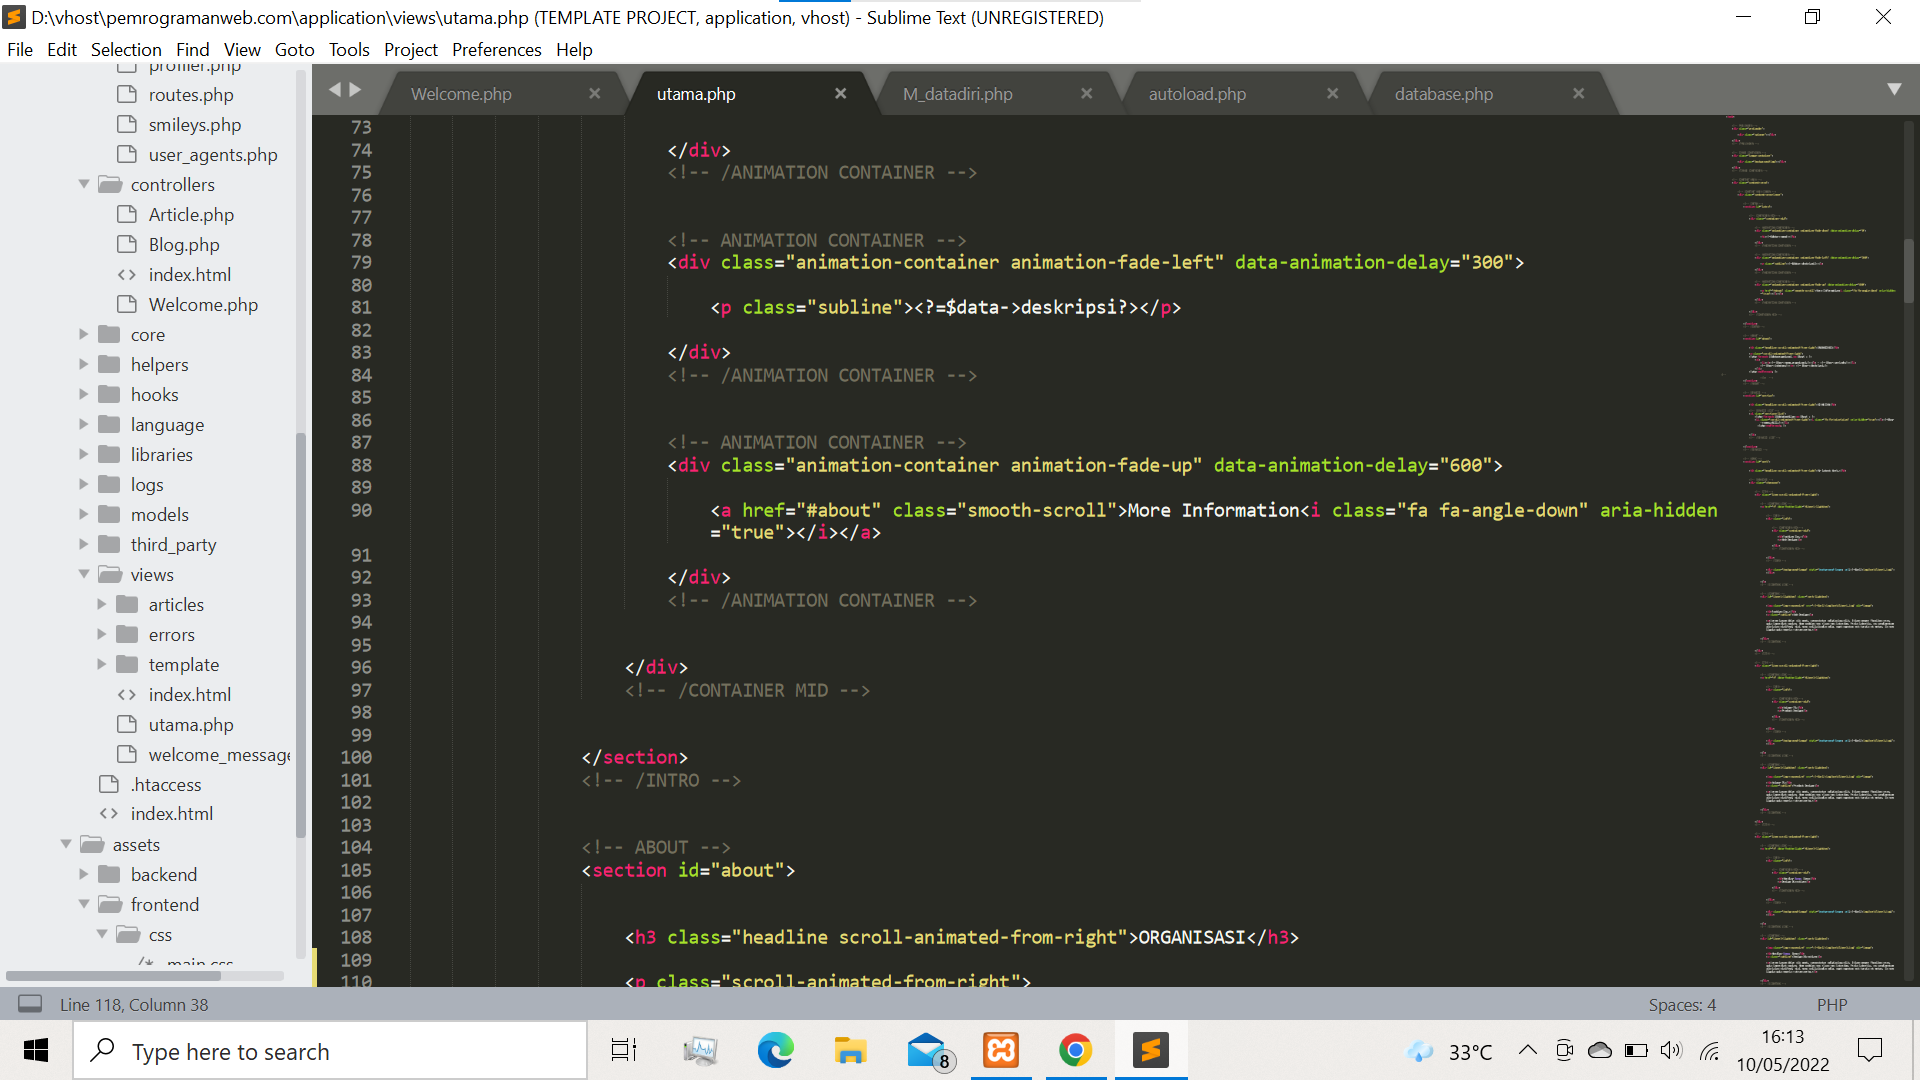 D:\vhost\pemrogramanweb.com\application\views\utama.php (TEMPLATE PROJECT, application, vhost) - Sublime Text (UNREGISTERED)
File Edit Selection Find View Goto Tools Project Preferences Help
profiler.php
routes.php
smileys.php
user_agents.php
controllers
Article.php
Blog.php
index.html
Welcome.php
core
helpers
hooks
language
libraries
logs
models
third_party
views
articles
errors
template
index.html
utama.php
welcome_message
.htaccess
index.html
assets
backend
frontend
css
main.css
Welcome.php utama.php M_datadiri.php autoload.php database.php
73
74 </div>
75 <!-- /ANIMATION CONTAINER -->
76
77
78 <!-- ANIMATION CONTAINER -->
79 <div class="animation-container animation-fade-left" data-animation-delay="300">
80
81 <p class="subline"><?=$data->deskripsi?></p>
82
83 </div>
84 <!-- /ANIMATION CONTAINER -->
85
86
87 <!-- ANIMATION CONTAINER -->
88 <div class="animation-container animation-fade-up" data-animation-delay="600">
89
90 <a href="#about" class="smooth-scroll">More Information<i class="fa fa-angle-down" aria-hidden
="true"></i></a>
91
92 </div>
93 <!-- /ANIMATION CONTAINER -->
94
95
96 </div>
97 <!-- /CONTAINER MID -->
98
99
100 </section>
101 <!-- /INTRO -->
102
103
104 <!-- ABOUT -->
105 <section id="about">
106
107
108 <h3 class="headline scroll-animated-from-right">ORGANISASI</h3>
109
110 <p class="scroll-animated-from-right">
Line 118, Column 38 Spaces: 4 PHP
Type here to search
8
33°C
16:13
10/05/2022